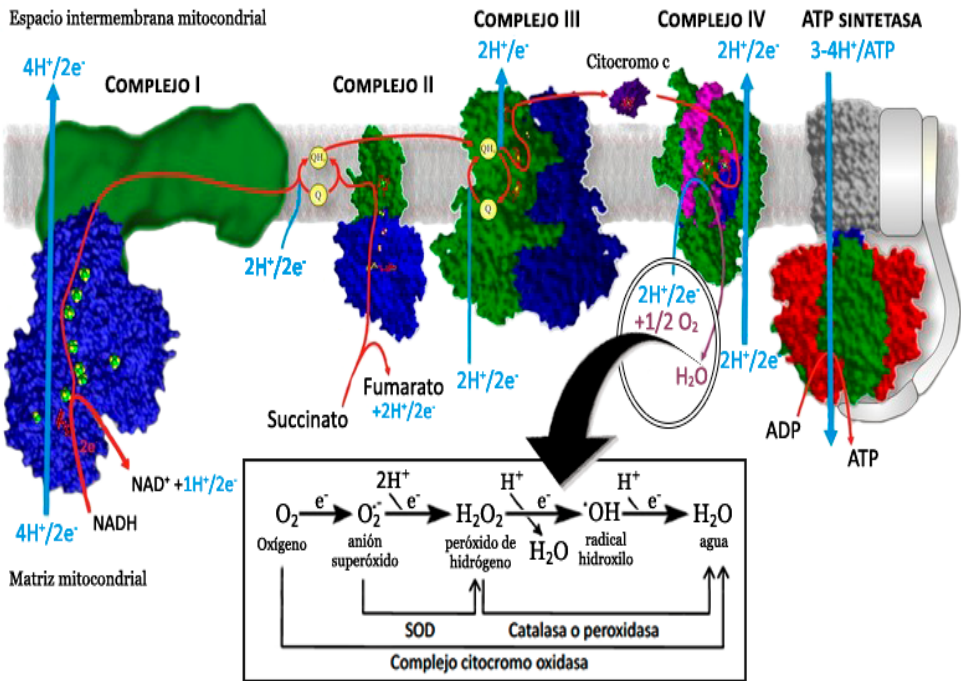 Espacio intermembrana mitocondrial
COMPLEJO I
COMPLEJO II
COMPLEJO III
COMPLEJO IV
ATP SINTETASA
4H⁺/2e⁻
2H⁺/e⁻
Citocromo c
2H⁺/2e⁻
3-4H⁺/ATP
QH₂
Q
QH₂
Q
2H⁺/2e⁻
2H⁺/2e⁻
+1/2 O₂
H₂O
2H⁺/2e⁻
2H⁺/2e⁻
Fumarato
+2H⁺/2e⁻
Succinato
ADP
ATP
2e⁻
NAD⁺ +1H⁺/2e⁻
NADH
4H⁺/2e⁻
Matriz mitocondrial
O₂ e⁻ O₂·⁻ 2H⁺ e⁻ H₂O₂ H⁺ e⁻ H₂O ·OH H⁺ e⁻ H₂O
Oxígeno
anión
superóxido
peróxido de
hidrógeno
radical
hidroxilo
agua
SOD
Catalasa o peroxidasa
Complejo citocromo oxidasa